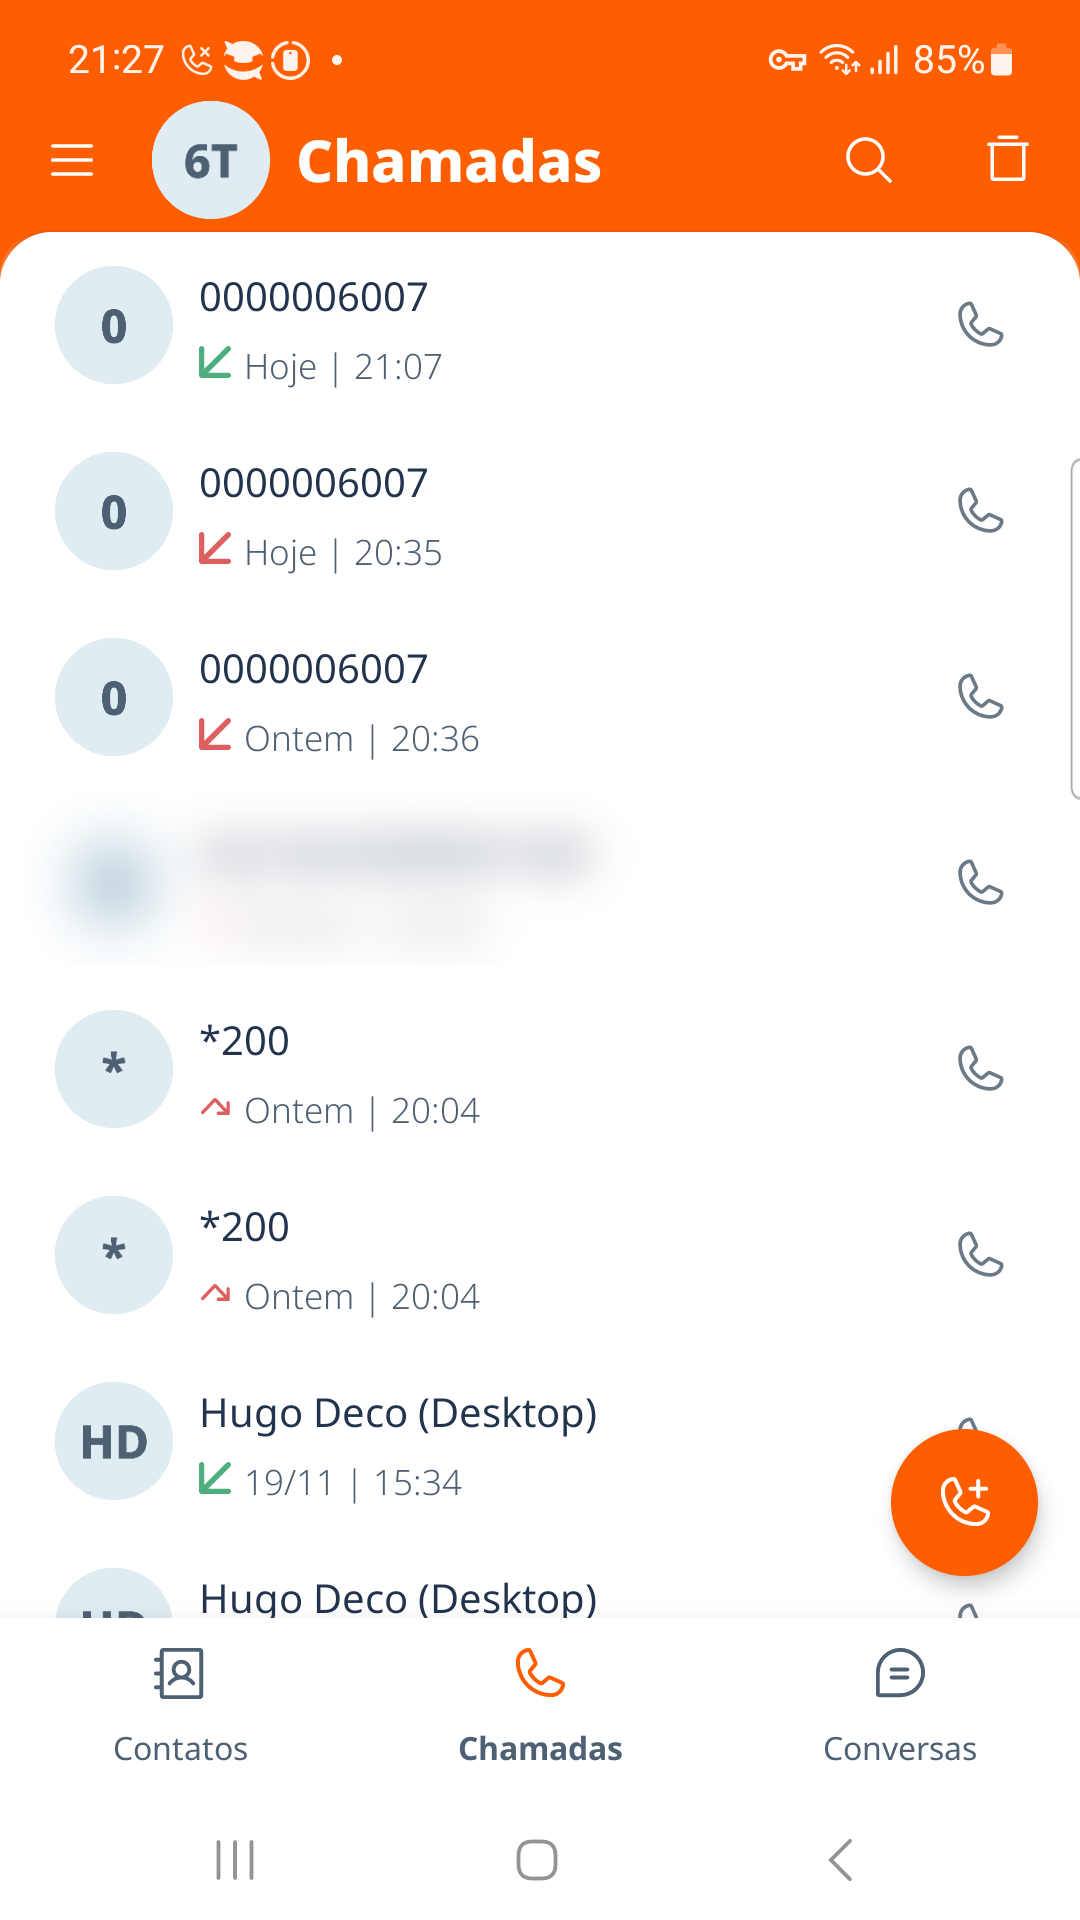 21:27 85%
6T Chamadas
0 0000006007
Hoje | 21:07
0 0000006007
Hoje | 20:35
0 0000006007
Ontem | 20:36
* *200
Ontem | 20:04
* *200
Ontem | 20:04
HD Hugo Deco (Desktop)
19/11 | 15:34
HD Hugo Deco (Desktop)
Contatos Chamadas Conversas